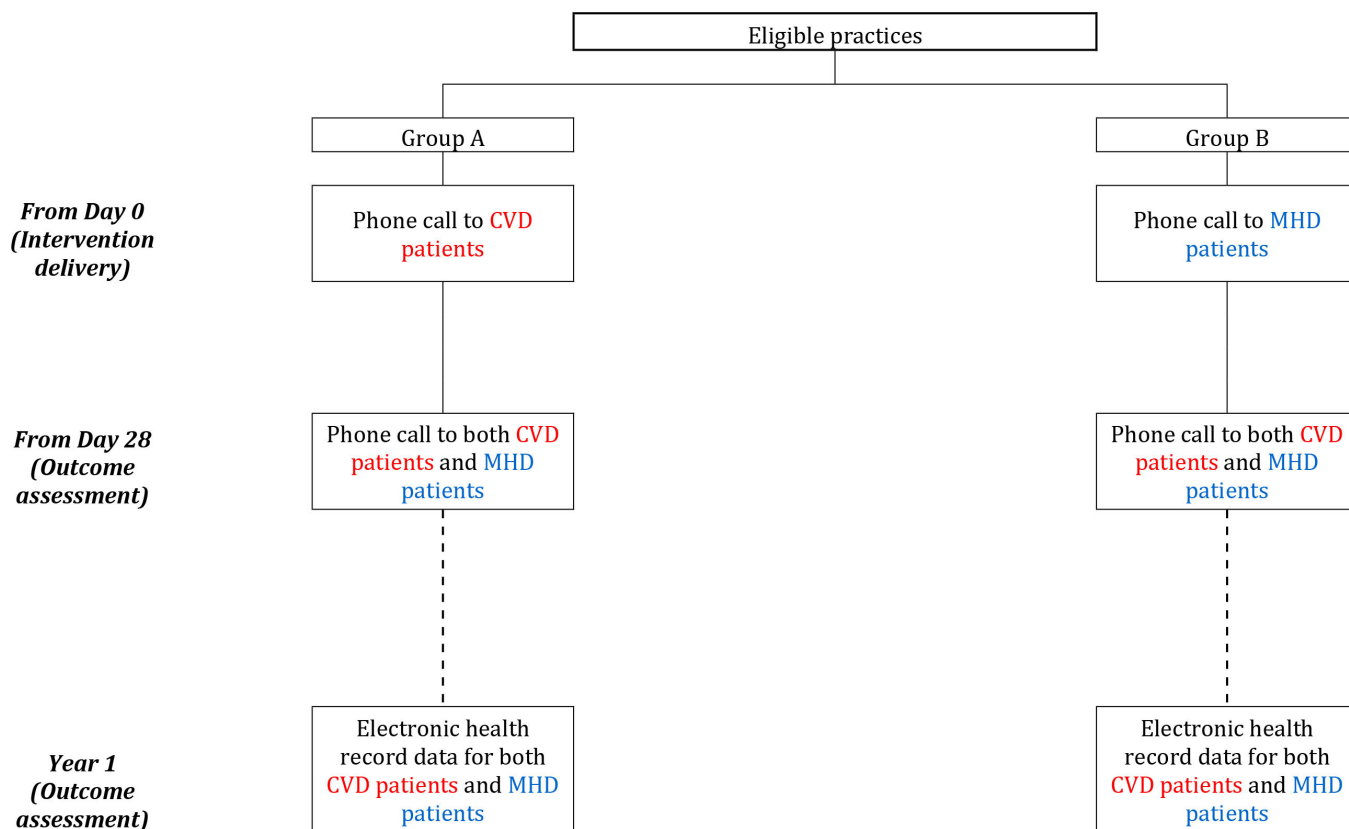 Eligible practices
Group A
Group B
From Day 0
(Intervention
delivery)
Phone call to CVD
patients
Phone call to MHD
patients
From Day 28
(Outcome
assessment)
Phone call to both CVD
patients and MHD
patients
Phone call to both CVD
patients and MHD
patients
Year 1
(Outcome
assessment)
Electronic health
record data for both
CVD patients and MHD
patients
Electronic health
record data for both
CVD patients and MHD
patients